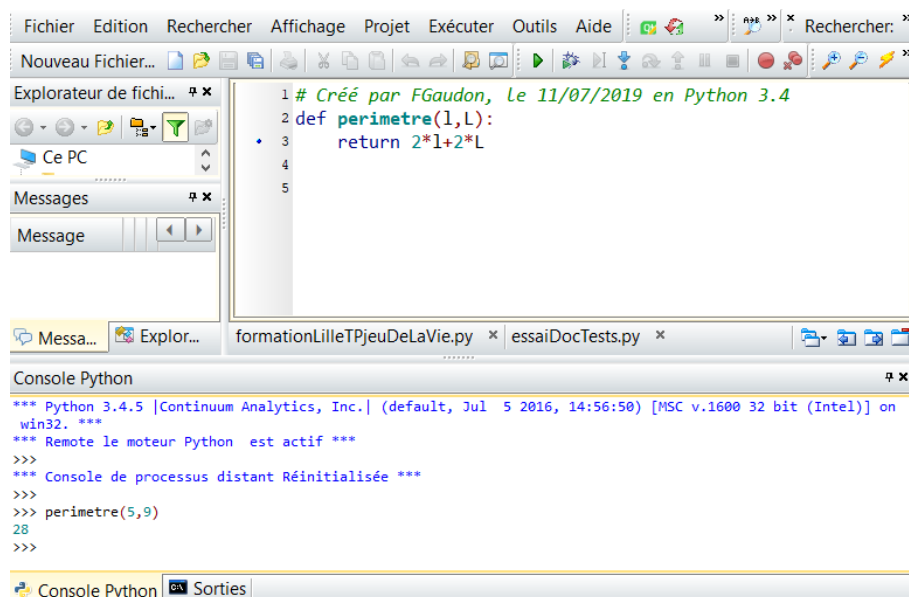 Fichier Edition Rechercher Affichage Projet Exécuter Outils Aide » » Rechercher: »
Nouveau Fichier... »
Explorateur de fichi...
Ce PC
Messages
Message
Messa... Explor...
1 # Créé par FGaudon, le 11/07/2019 en Python 3.4
2 def perimetre(l,L):
3 return 2*l+2*L
4
5
formationLilleTPjeuDeLaVie.py × essaiDocTests.py ×
Console Python
*** Python 3.4.5 |Continuum Analytics, Inc.| (default, Jul  5 2016, 14:56:50) [MSC v.1600 32 bit (Intel)] on
win32. ***
*** Remote le moteur Python  est actif ***
>>>
*** Console de processus distant Réinitialisée ***
>>>
>>> perimetre(5,9)
28
>>>
Console Python Sorties